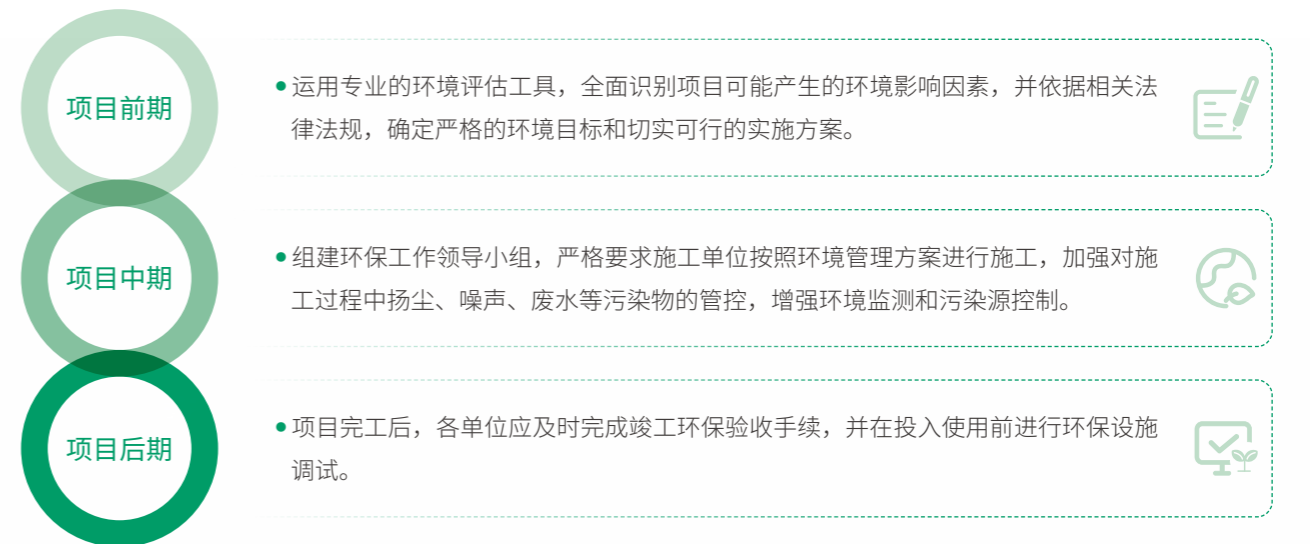 项目前期
运用专业的环境评估工具，全面识别项目可能产生的环境影响因素，并依据相关法
律法规，确定严格的环境目标和切实可行的实施方案。
项目中期
组建环保工作领导小组，严格要求施工单位按照环境管理方案进行施工，加强对施
工过程中扬尘、噪声、废水等污染物的管控，增强环境监测和污染源控制。
项目后期
项目完工后，各单位应及时完成竣工环保验收手续，并在投入使用前进行环保设施
调试。